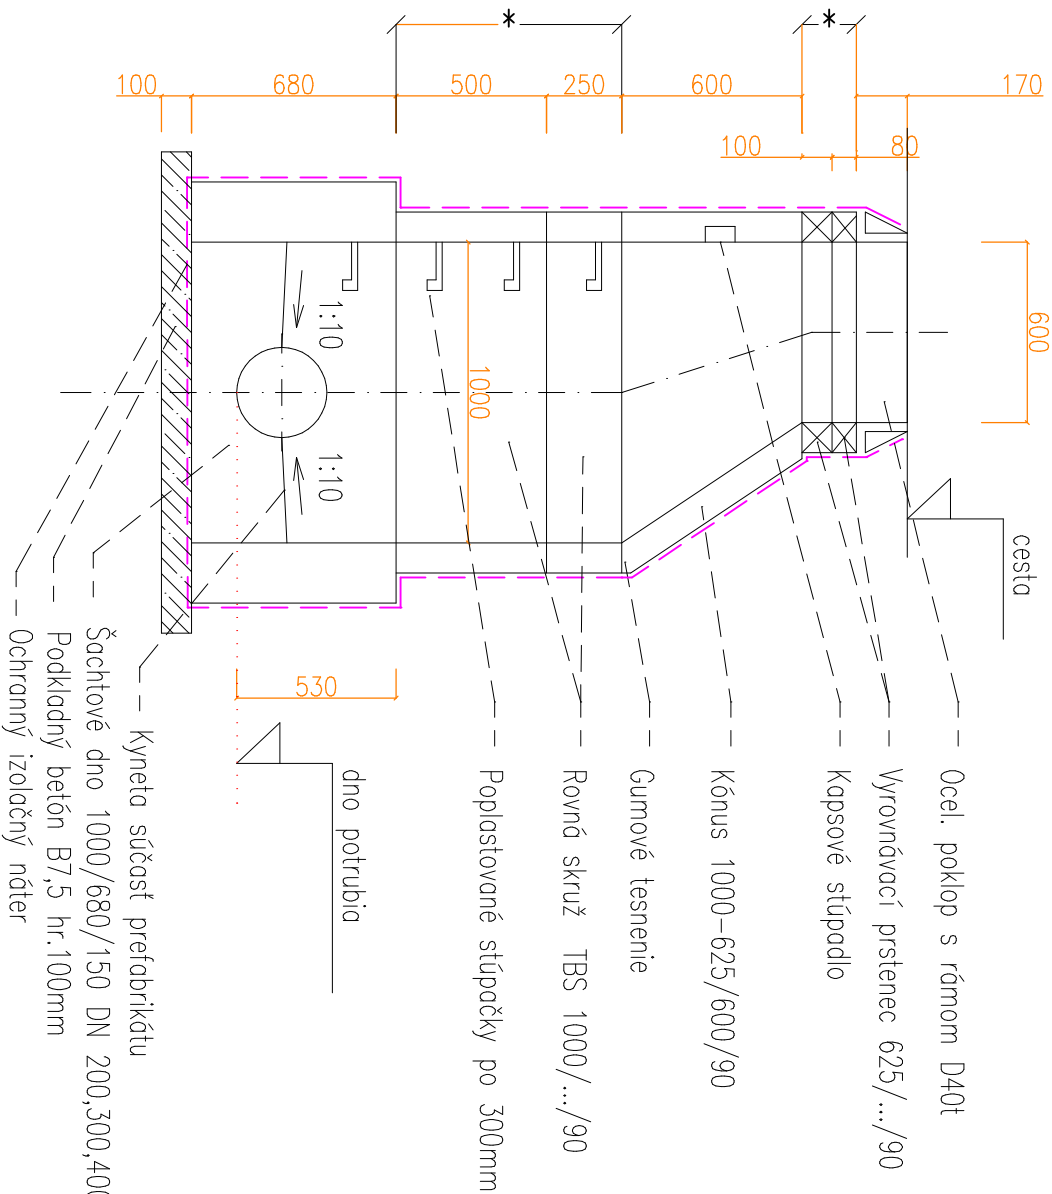 *
*
100
680
500
250
600
170
100
80
600
1:10
1000
1:10
cesta
530
dno potrubia
Ocel. poklop s rámom D40t
Vyrovnávací prstenec 625/.../90
Kapsové stúpadlo
Kónus 1000-625/600/90
Gumové tesnenie
Rovná skruž TBS 1000/.../90
Poplastované stúpačky po 300mm
Kyneta súčasť prefabrikátu
Šachtové dno 1000/680/150 DN 200,300,400
Podkladný betón B7,5 hr.100mm
Ochranný izolačný náter